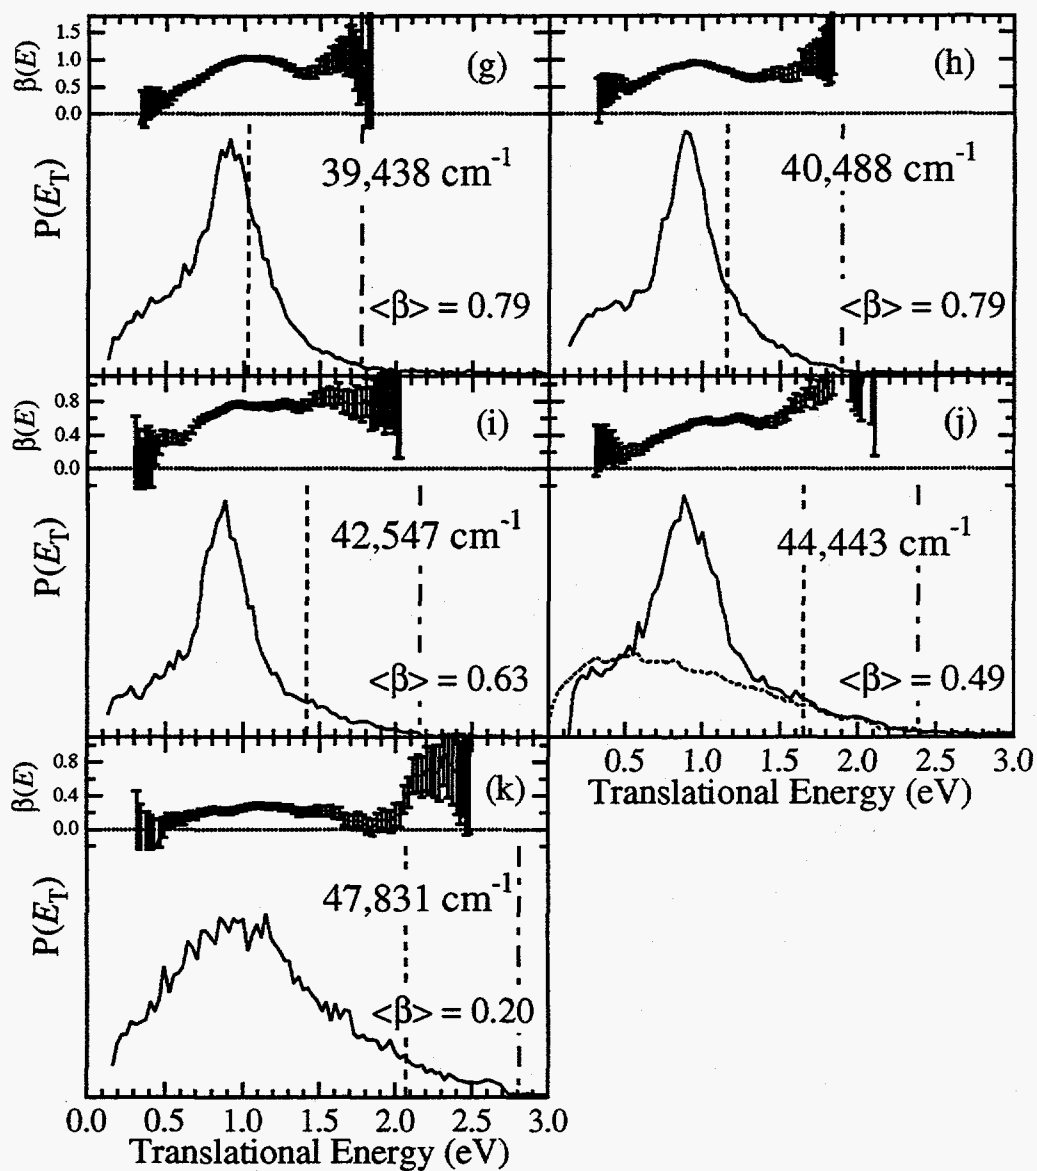 1.5
1.0
0.5
0.0
β(E)
(g)
(h)
P(E_T)
39,438 cm⁻¹
40,488 cm⁻¹
<β> = 0.79
<β> = 0.79
0.8
0.4
0.0
β(E)
(i)
(j)
P(E_T)
42,547 cm⁻¹
44,443 cm⁻¹
<β> = 0.63
<β> = 0.49
0.5 1.0 1.5 2.0 2.5 3.0
Translational Energy (eV)
0.8
0.4
0.0
β(E)
(k)
P(E_T)
47,831 cm⁻¹
<β> = 0.20
0.0 0.5 1.0 1.5 2.0 2.5 3.0
Translational Energy (eV)